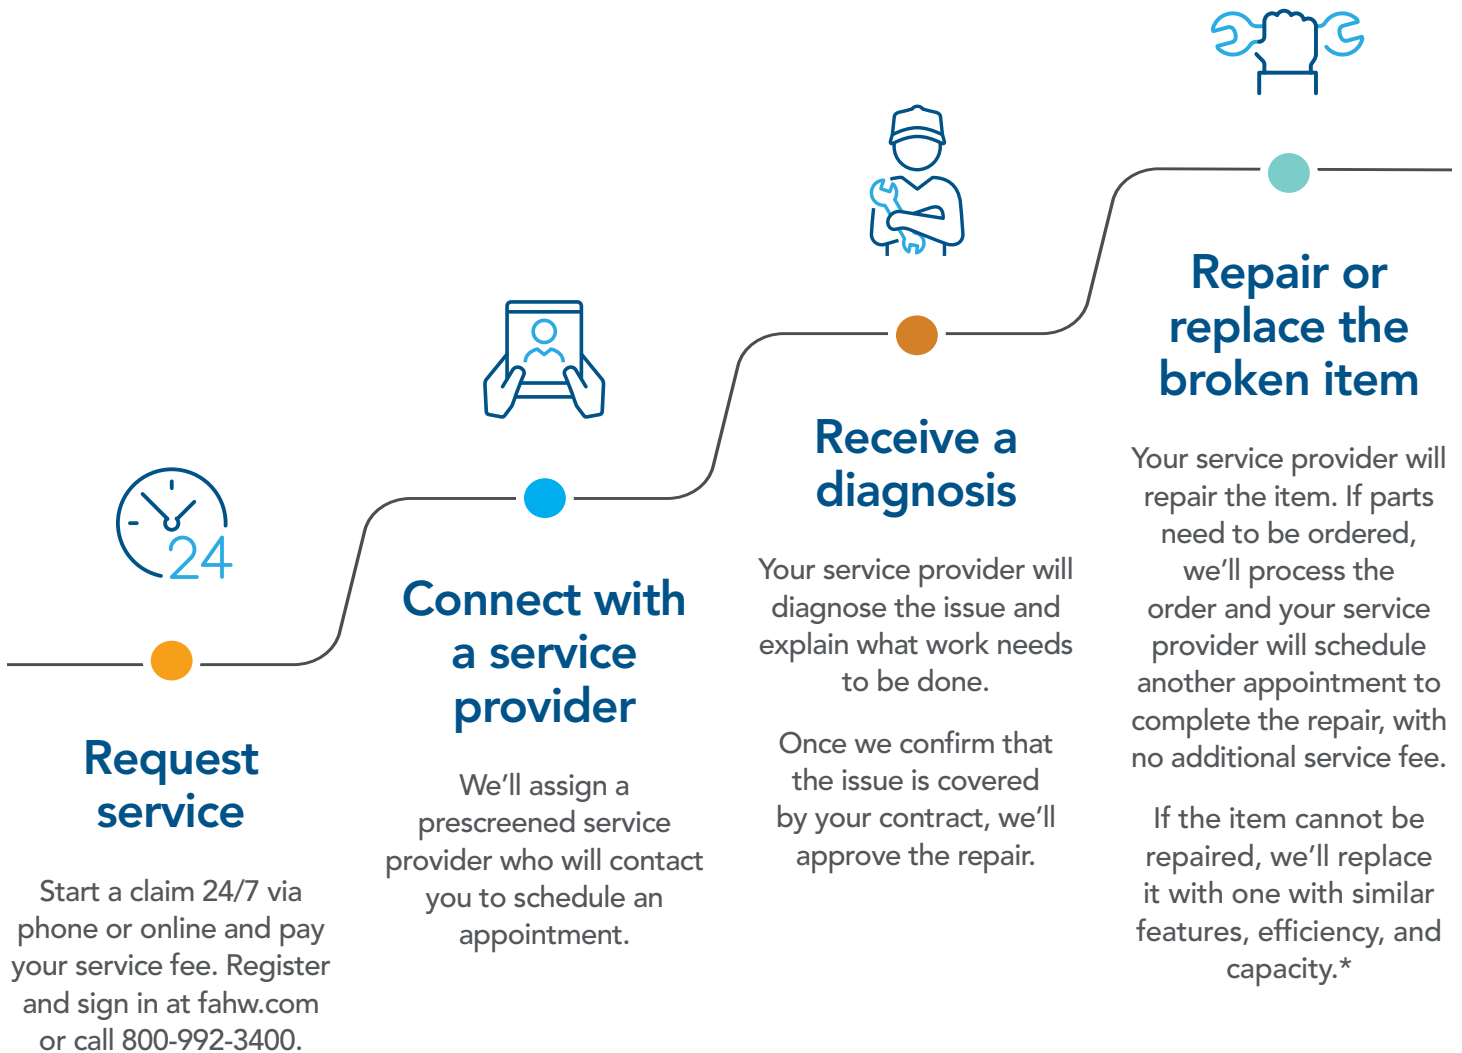 24
Request
service
Start a claim 24/7 via
phone or online and pay
your service fee. Register
and sign in at fahw.com
or call 800-992-3400.
Connect with
a service
provider
We’ll assign a
prescreened service
provider who will contact
you to schedule an
appointment.
Receive a
diagnosis
Your service provider will
diagnose the issue and
explain what work needs
to be done.
Once we confirm that
the issue is covered
by your contract, we’ll
approve the repair.
Repair or
replace the
broken item
Your service provider will
repair the item. If parts
need to be ordered,
we’ll process the
order and your service
provider will schedule
another appointment to
complete the repair, with
no additional service fee.
If the item cannot be
repaired, we’ll replace
it with one with similar
features, efficiency, and
capacity.*